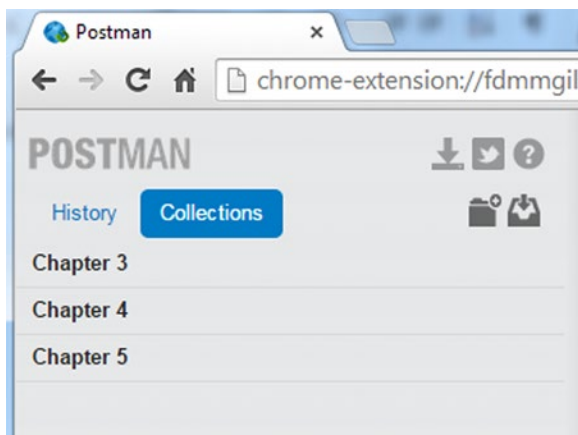 Postman
chrome-extension://fdmmgil
POSTMAN
History Collections
Chapter 3
Chapter 4
Chapter 5